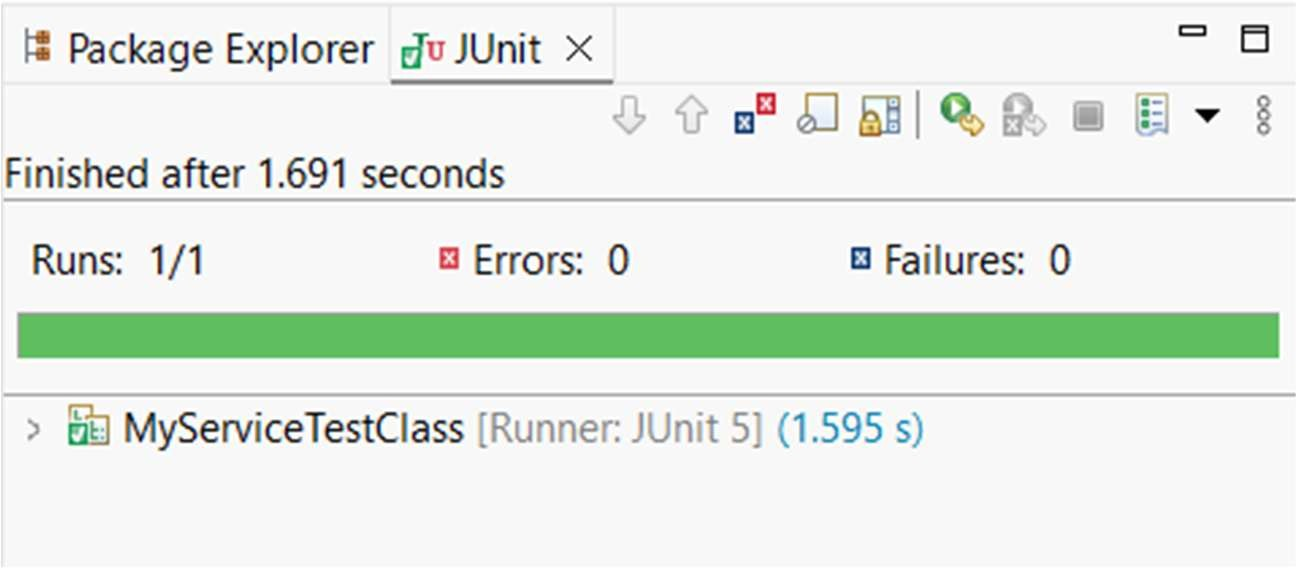 Package Explorer JUnit
Finished after 1.691 seconds
Runs: 1/1 Errors: 0 Failures: 0
MyServiceTestClass [Runner: JUnit 5] (1.595 s)